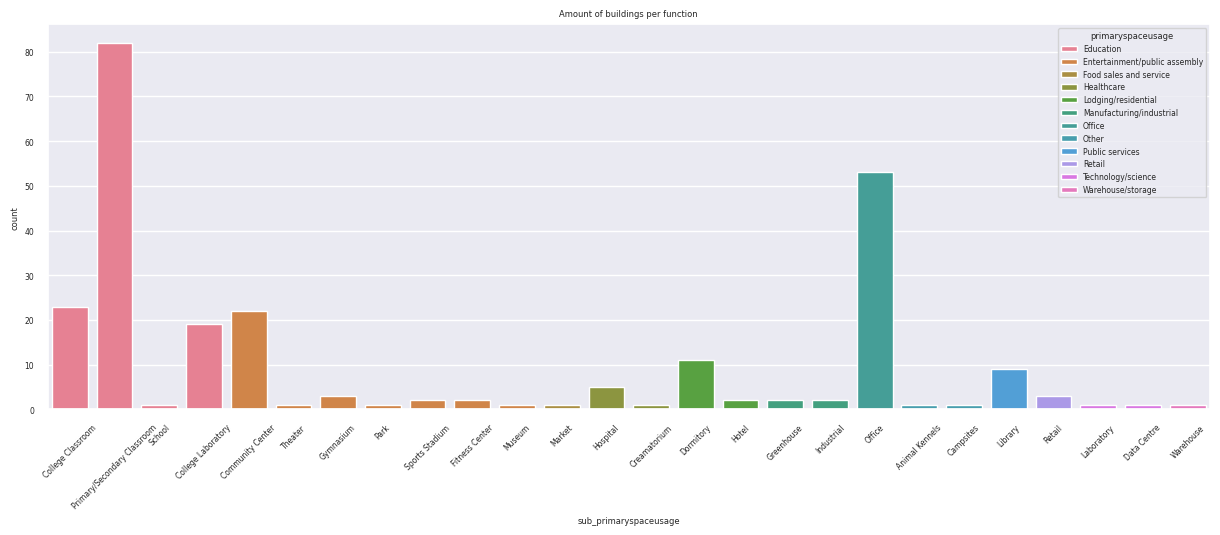 Amount of buildings per function
primaryspaceusage
Education
Entertainment/public assembly
Food sales and service
Healthcare
Lodging/residential
Manufacturing/industrial
Office
Other
Public services
Retail
Technology/science
Warehouse/storage
count
80
70
60
50
40
30
20
10
0
College Classroom
Primary/Secondary Classroom
School
College Laboratory
Community Center
Theater
Gymnasium
Park
Sports Stadium
Fitness Center
Museum
Market
Hospital
Creamatorium
Dormitory
Hotel
Greenhouse
Industrial
Office
Animal Kennels
Campsites
Library
Retail
Laboratory
Data Centre
Warehouse
sub_primaryspaceusage